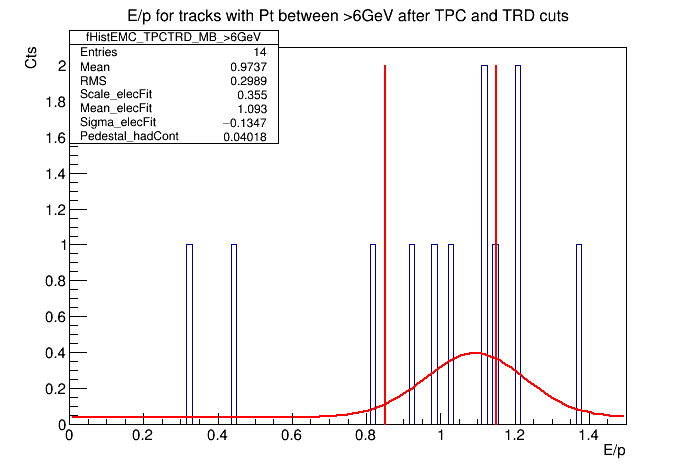 E/p for tracks with Pt between >6GeV after TPC and TRD cuts
fHistEMC_TPCTRD_MB_>6GeV
Entries 14
Mean 0.9737
RMS 0.2989
Scale_elecFit 0.355
Mean_elecFit 1.093
Sigma_elecFit −0.1347
Pedestal_hadCont 0.04018
Cts
2
1.8
1.6
1.4
1.2
1
0.8
0.6
0.4
0.2
0
0 0.2 0.4 0.6 0.8 1 1.2 1.4
E/p